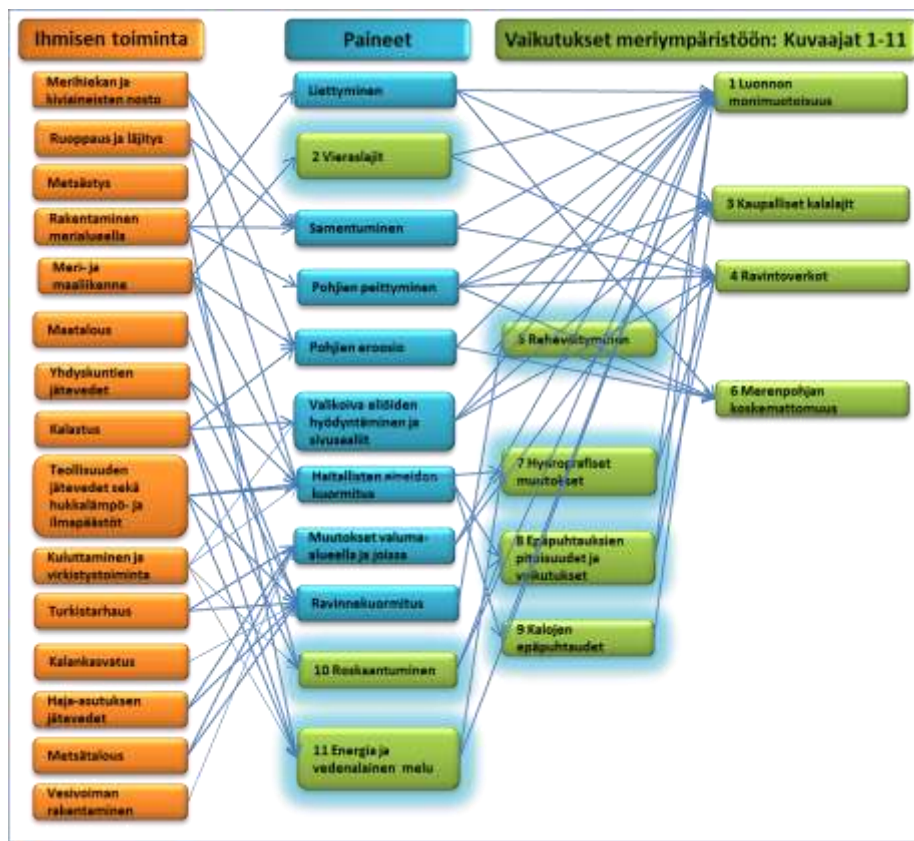 Ihmisen toiminta
Merihiekan ja
kiviaineisten nosto
Ruoppaus ja läjitys
Metsästys
Rakentaminen
merialueella
Meri- ja
maaliikenne
Maatalous
Yhdyskuntien
jätevedet
Kalastus
Teollisuuden
jätevedet sekä
hukkalämpö- ja
ilmapäästöt
Kuluttaminen ja
virkistystoiminta
Turkistarhaus
Kalankasvatus
Haja-asutuksen
jätevedet
Metsätalous
Vesivoiman
rakentaminen
Paineet
Liettyminen
2 Vieraslajit
Samentuminen
Pohjien peittyminen
Pohjien eroosio
Valikoiva eliöiden
hyödyntäminen ja
sivusaaliit
Haitallisten aineiden
kuormitus
Muutokset valuma-
alueella ja joissa
Ravinnekuormitus
10 Roskaantuminen
11 Energia ja
vedenalainen melu
Vaikutukset meriympäristöön: Kuvaajat 1-11
1 Luonnon
monimuotoisuus
3 Kaupalliset kalalajit
4 Ravintoverkot
5 Rehevöityminen
6 Merenpohjan
koskemattomuus
7 Hydrografiset
muutokset
8 Epäpuhtauksien
pitoisuudet ja
vaikutukset
9 Kalojen
epäpuhtaudet